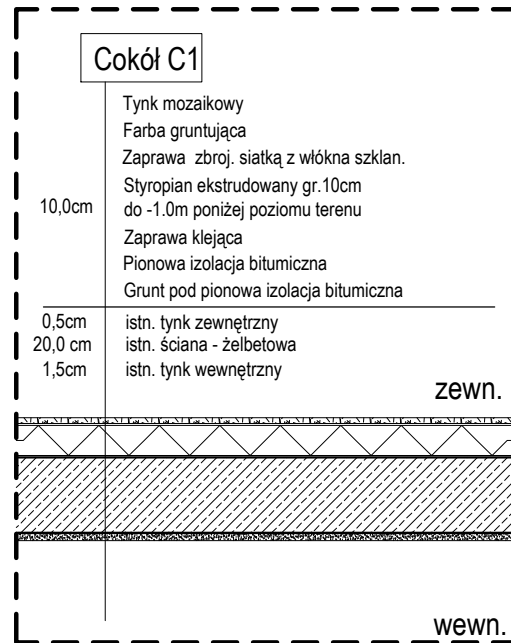 Cokół C1
Tynk mozaikowy
Farba gruntująca
Zaprawa zbroj. siatką z włókna szklan.
Styropian ekstrudowany gr.10cm
10,0cm do -1.0m poniżej poziomu terenu
Zaprawa klejąca
Pionowa izolacja bitumiczna
Grunt pod pionowa izolacja bitumiczna
0,5cm istn. tynk zewnętrzny
20,0 cm istn. ściana - żelbetowa
1,5cm istn. tynk wewnętrzny
zewn.
wewn.